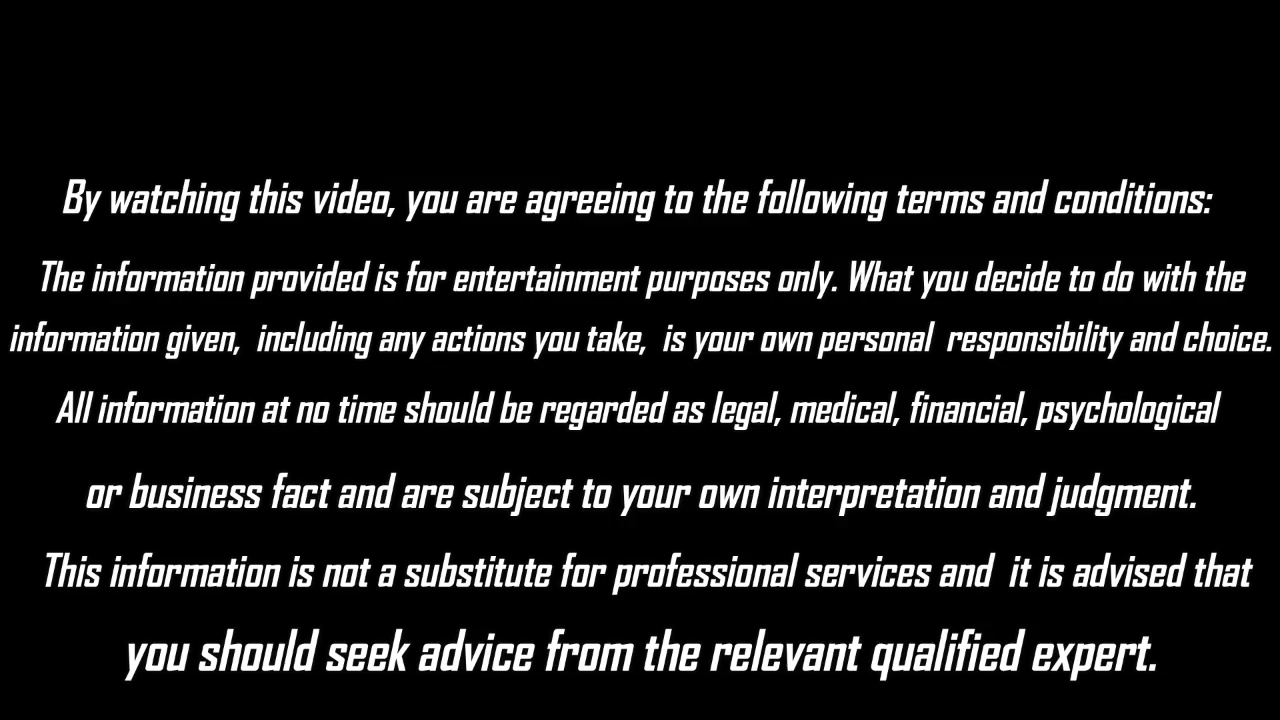 By watching this video, you are agreeing to the following terms and conditions:
The information provided is for entertainment purposes only. What you decide to do with the
information given, including any actions you take, is your own personal responsibility and choice.
All information at no time should be regarded as legal, medical, financial, psychological
or business fact and are subject to your own interpretation and judgment.
This information is not a substitute for professional services and it is advised that
you should seek advice from the relevant qualified expert.